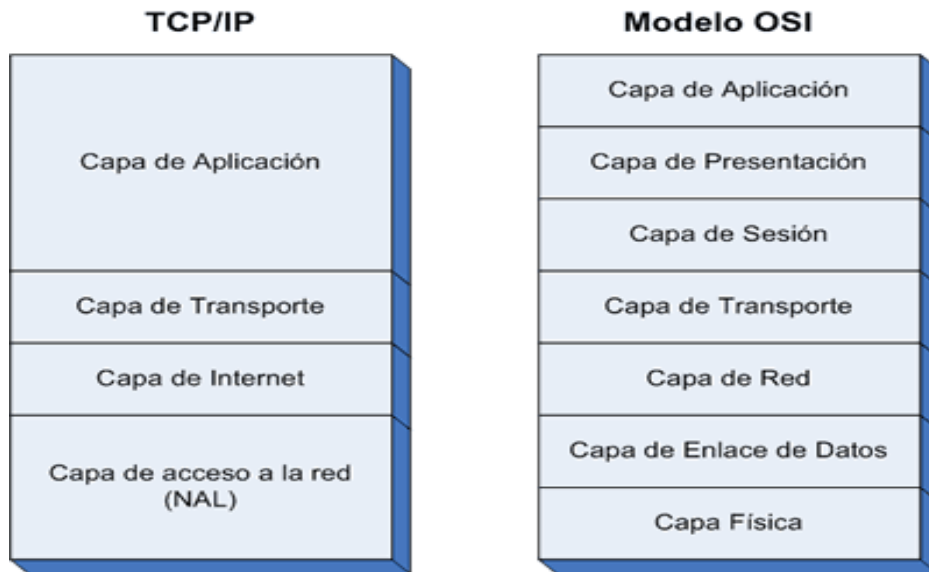 TCP/IP
Capa de Aplicación
Capa de Transporte
Capa de Internet
Capa de acceso a la red
(NAL)
Modelo OSI
Capa de Aplicación
Capa de Presentación
Capa de Sesión
Capa de Transporte
Capa de Red
Capa de Enlace de Datos
Capa Física